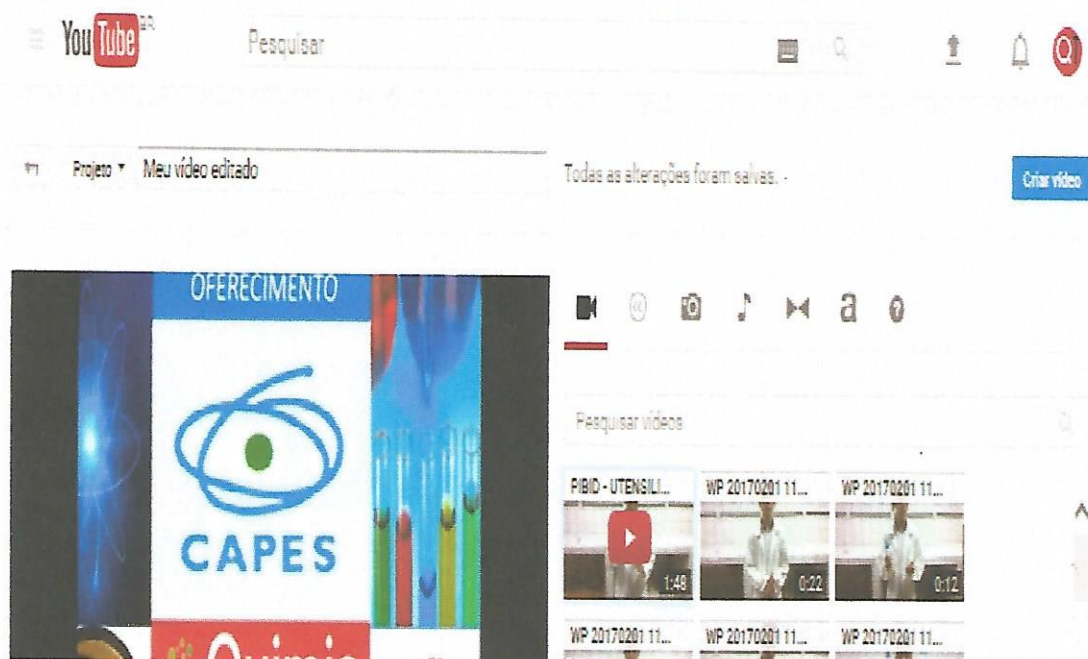 YouTube BR
Pesquisar
Projeto
Meu vídeo editado
Todas as alterações foram salvas. -
Criar vídeo
OFERECIMENTO
CAPES
Pesquisar vídeos
PIBID - UTENSILI...
WP 20170201 11...
WP 20170201 11...
1:48
0:22
0:12
WP 20170201 11...
WP 20170201 11...
WP 20170201 11...